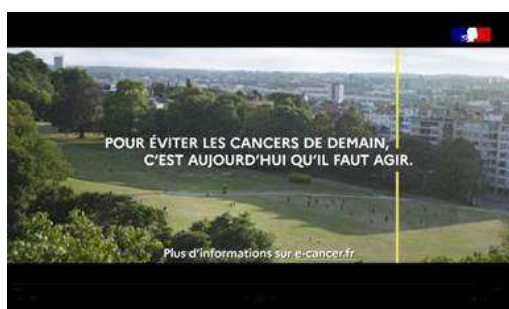 POUR ÉVITER LES CANCERS DE DEMAIN,
C'EST AUJOURD'HUI QU'IL FAUT AGIR.
Plus d'informations sur e-cancer.fr